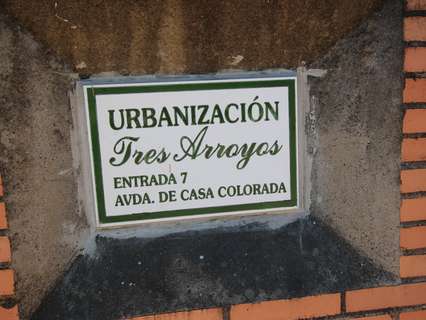 URBANIZACIÓN
Tres Arroyos
ENTRADA 7
AVDA. DE CASA COLORADA